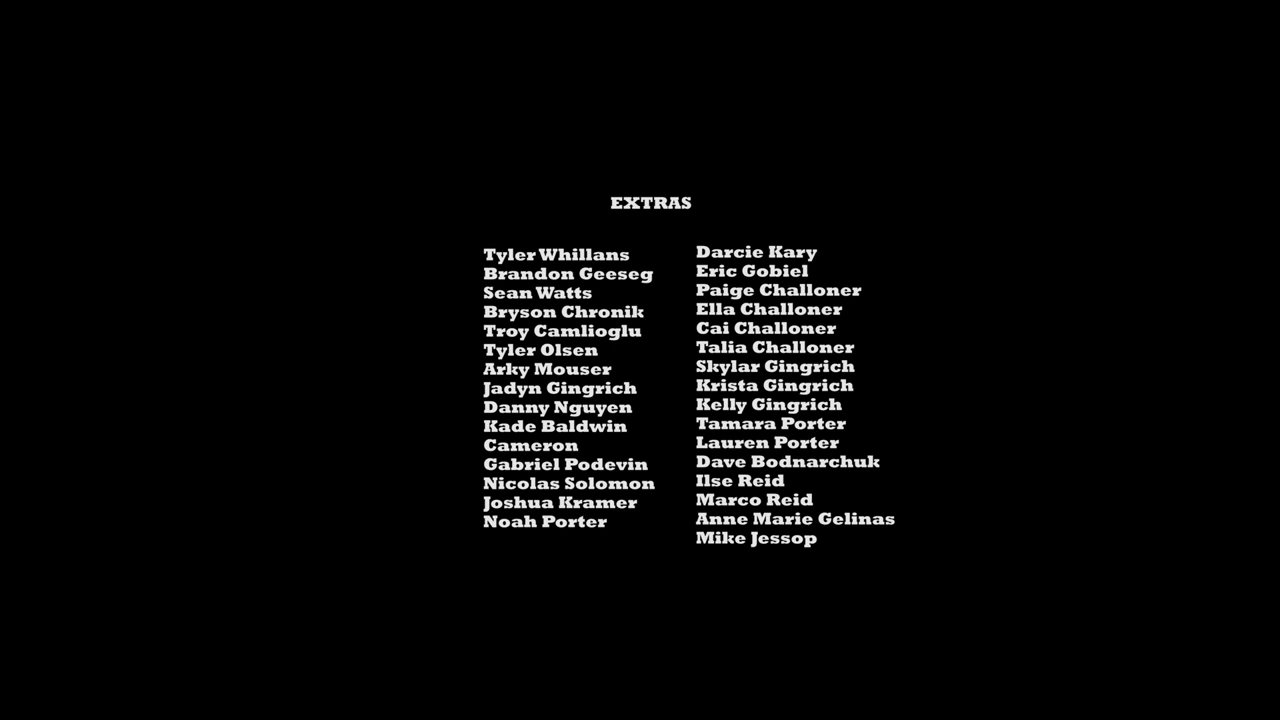 EXTRAS
Tyler Whillans
Brandon Geeseg
Sean Watts
Bryson Chronik
Troy Camlioglu
Tyler Olsen
Arky Mouser
Jadyn Gingrich
Danny Nguyen
Kade Baldwin
Cameron
Gabriel Podevin
Nicolas Solomon
Joshua Kramer
Noah Porter
Darcie Kary
Eric Gobiel
Paige Challoner
Ella Challoner
Cai Challoner
Talia Challoner
Skylar Gingrich
Krista Gingrich
Kelly Gingrich
Tamara Porter
Lauren Porter
Dave Bodnarchuk
Ilse Reid
Marco Reid
Anne Marie Gelinas
Mike Jessop